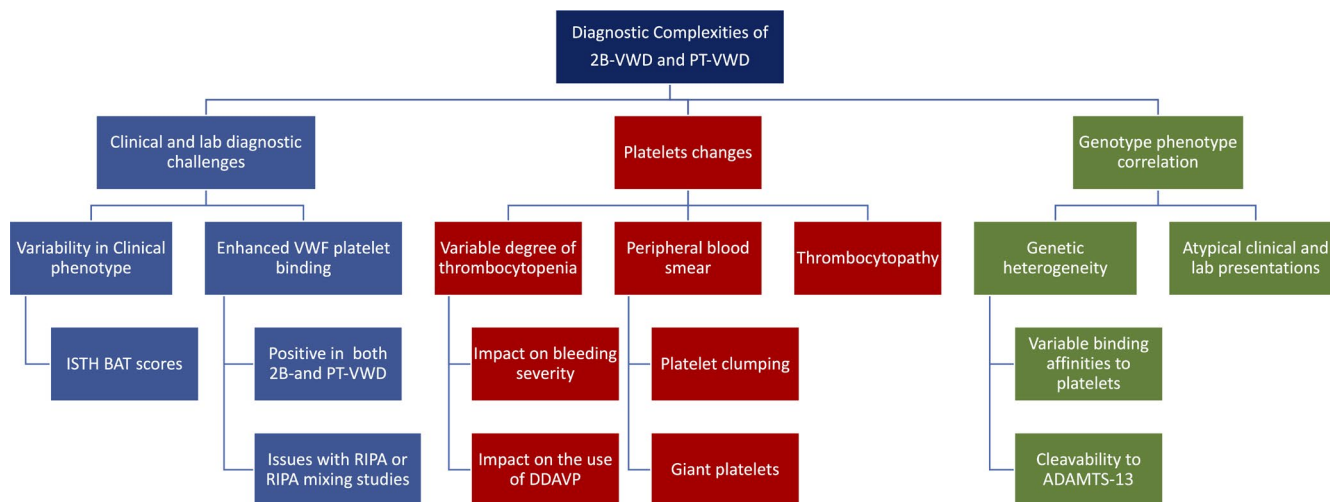 Diagnostic Complexities of
2B-VWD and PT-VWD
Clinical and lab diagnostic
challenges
Platelets changes
Genotype phenotype
correlation
Variability in Clinical
phenotype
Enhanced VWF platelet
binding
Variable degree of
thrombocytopenia
Peripheral blood
smear
Thrombocytopathy
Genetic
heterogeneity
Atypical clinical and
lab presentations
ISTH BAT scores
Positive in both
2B-and PT-VWD
Impact on bleeding
severity
Platelet clumping
Variable binding
affinities to
platelets
Issues with RIPA or
RIPA mixing studies
Impact on the use
of DDAVP
Giant platelets
Cleavability to
ADAMTS-13